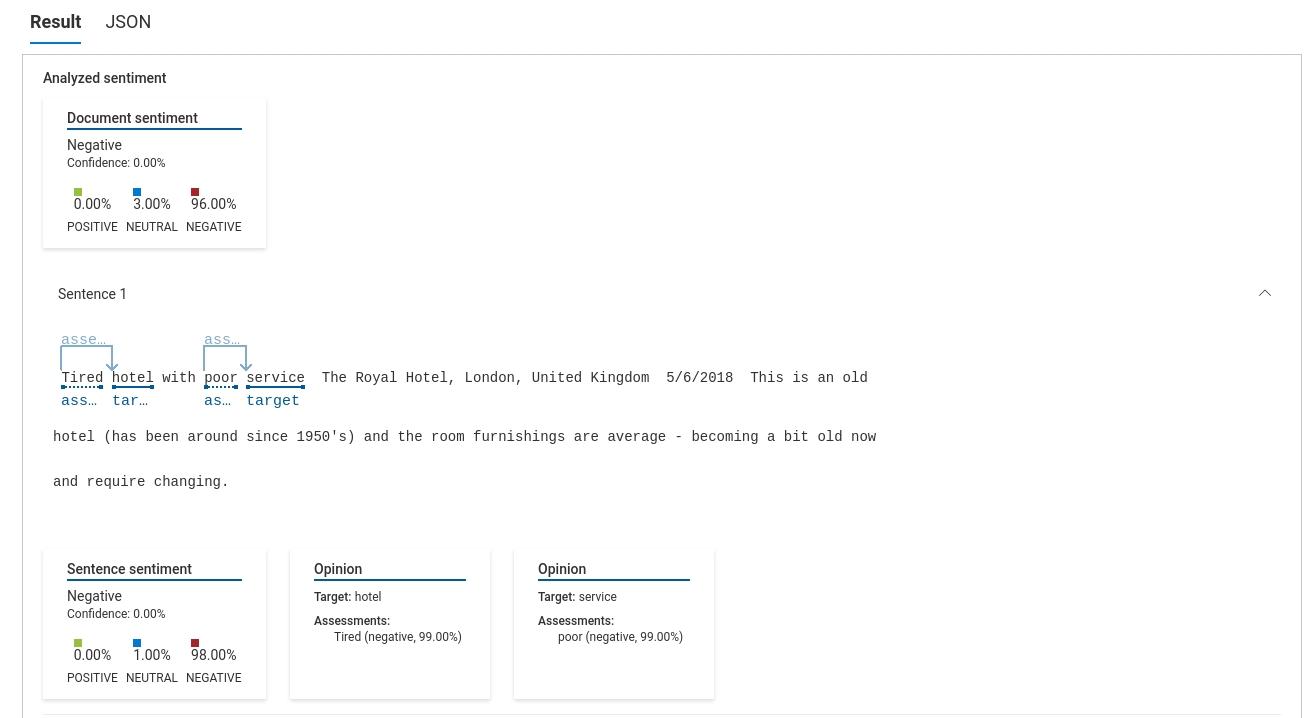 Result JSON
Analyzed sentiment
Document sentiment
Negative
Confidence: 0.00%
0.00% 3.00% 96.00%
POSITIVE NEUTRAL NEGATIVE
Sentence 1
asse… ass…
Tired hotel with poor service The Royal Hotel, London, United Kingdom 5/6/2018 This is an old
ass… tar… as… target
hotel (has been around since 1950's) and the room furnishings are average - becoming a bit old now
and require changing.
Sentence sentiment
Negative
Confidence: 0.00%
0.00% 1.00% 98.00%
POSITIVE NEUTRAL NEGATIVE
Opinion
Target: hotel
Assessments:
Tired (negative, 99.00%)
Opinion
Target: service
Assessments:
poor (negative, 99.00%)